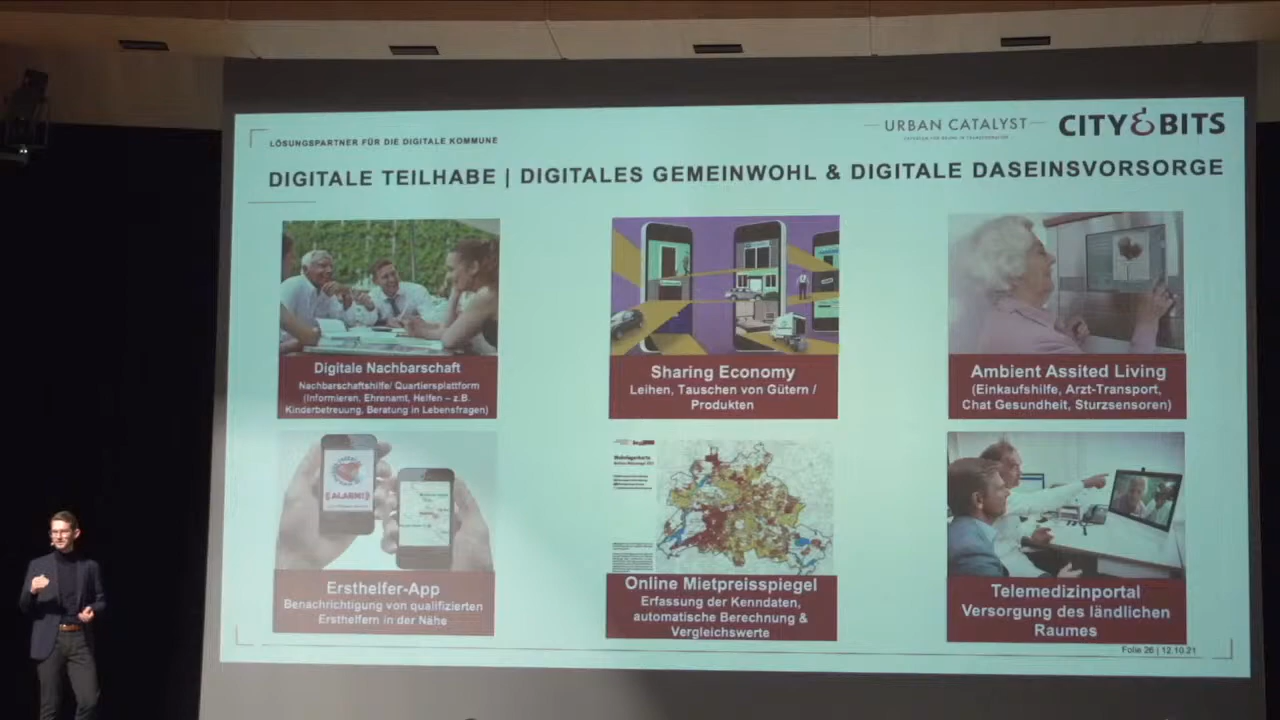 LÖSUNGSPARTNER FÜR DIE DIGITALE KOMMUNE
URBAN CATALYST
CITY&BITS
DIGITALE TEILHABE | DIGITALES GEMEINWOHL & DIGITALE DASEINSVORSORGE
Digitale Nachbarschaft
Nachbarschaftshilfe/ Quartiersplattform
(Informieren, Ehrenamt, Helfen – z.B.
Kinderbetreuung, Beratung in Lebensfragen)
Sharing Economy
Leihen, Tauschen von Gütern /
Produkten
Ambient Assited Living
(Einkaufshilfe, Arzt-Transport,
Chat Gesundheit, Sturzsensoren)
ALARM!
Ersthelfer-App
Benachrichtigung von qualifizierten
Ersthelfern in der Nähe
Online Mietpreisspiegel
Erfassung der Kenndaten,
automatische Berechnung &
Vergleichswerte
Telemedizinportal
Versorgung des ländlichen
Raumes
Folie 26 | 12.10.21